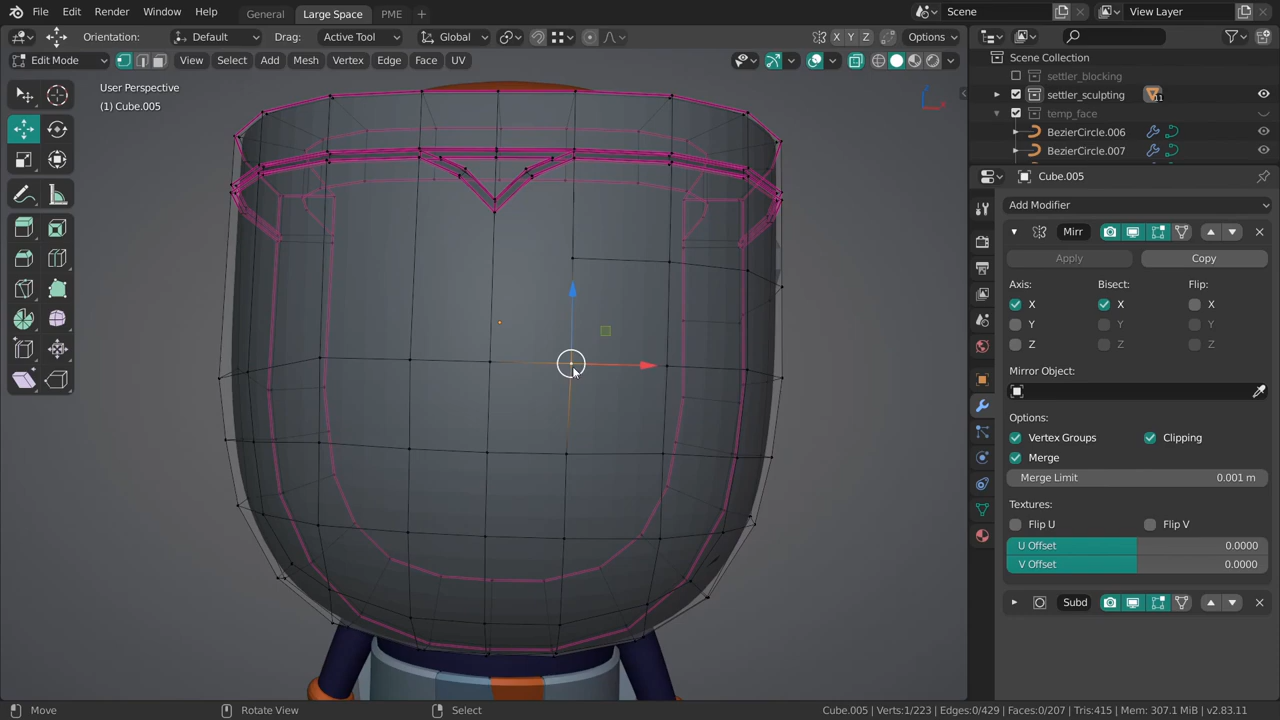 File Edit Render Window Help General Large Space PME + Scene View Layer
Orientation: Default Drag: Active Tool Global X Y Z Options
Edit Mode View Select Add Mesh Vertex Edge Face UV
User Perspective
(1) Cube.005
Scene Collection
settler_blocking
settler_sculpting 11
temp_face
BezierCircle.006
BezierCircle.007
Cube.005
Add Modifier
Mirr
Apply Copy
Axis: Bisect: Flip:
X X X
Y Y Y
Z Z Z
Mirror Object:
Options:
Vertex Groups Clipping
Merge
Merge Limit 0.001 m
Textures:
Flip U Flip V
U Offset 0.0000
V Offset 0.0000
Subd
Move Rotate View Select Cube.005 | Verts:1/223 | Edges:0/429 | Faces:0/207 | Tris:415 | Mem: 307.1 MiB | v2.83.11